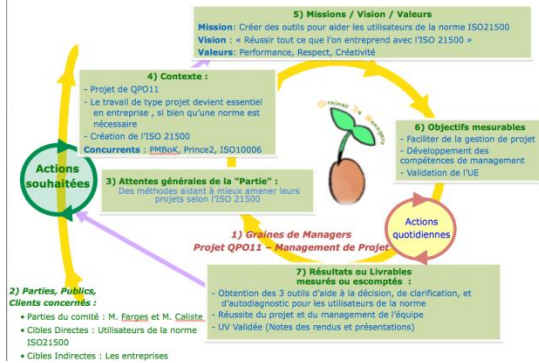 5) Missions / Vision / Valeurs
Mission: Créer des outils pour aider les utilisateurs de la norme ISO21500
Vision : « Réussir tout ce que l'on entreprend avec l'ISO 21500 »
Valeurs: Performance, Respect, Créativité
4) Contexte :
- Projet de QPO11
- Le travail de type projet devient essentiel
en entreprise , si bien qu'une norme est
nécessaire
- Création de l'ISO 21500
Concurrents : PMBoK, Prince2, ISO10006
Graines De Managers
6) Objectifs mesurables
- Faciliter de la gestion de projet
- Développement des
compétences de management
- Validation de l'UE
Actions
souhaitées
3) Attentes générales de la "Partie" :
Des méthodes aidant à mieux amener leurs
projets selon l'ISO 21500
Actions
quotidiennes
1) Graines de Managers
Projet QPO11 – Management de Projet
7) Résultats ou Livrables
mesurés ou escomptés :
- Obtention des 3 outils d'aide à la décision, de clarification, et
d'autodiagnostic pour les utilisateurs de la norme
- Réussite du projet et du management de l'équipe
- UV Validée (Notes des rendus et présentations)
2) Parties, Publics,
Clients concernés :
• Parties du comité : M. Farges et M. Caliste
• Cibles Directes : Utilisateurs de la norme
ISO21500
• Cibles Indirectes : Les entreprises